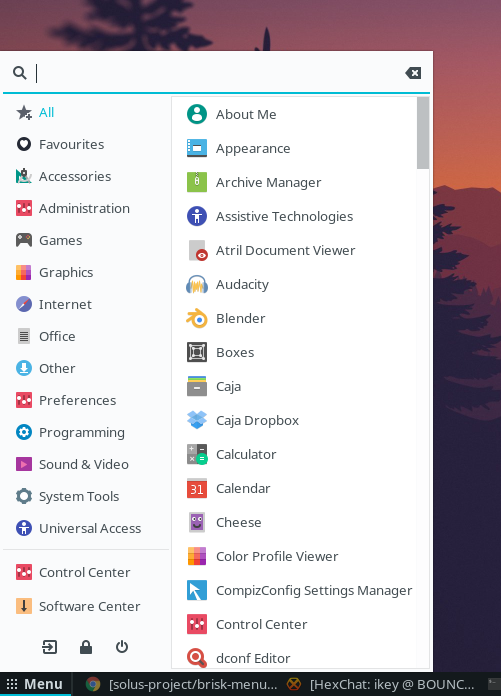 All
Favourites
Accessories
Administration
Games
Graphics
Internet
Office
Other
Preferences
Programming
Sound & Video
System Tools
Universal Access
Control Center
Software Center
About Me
Appearance
Archive Manager
Assistive Technologies
Atril Document Viewer
Audacity
Blender
Boxes
Caja
Caja Dropbox
Calculator
31
Calendar
Cheese
Color Profile Viewer
CompizConfig Settings Manager
Control Center
dconf Editor
Menu
[solus-project/brisk-menu...
[HexChat: ikey @ BOUNC...